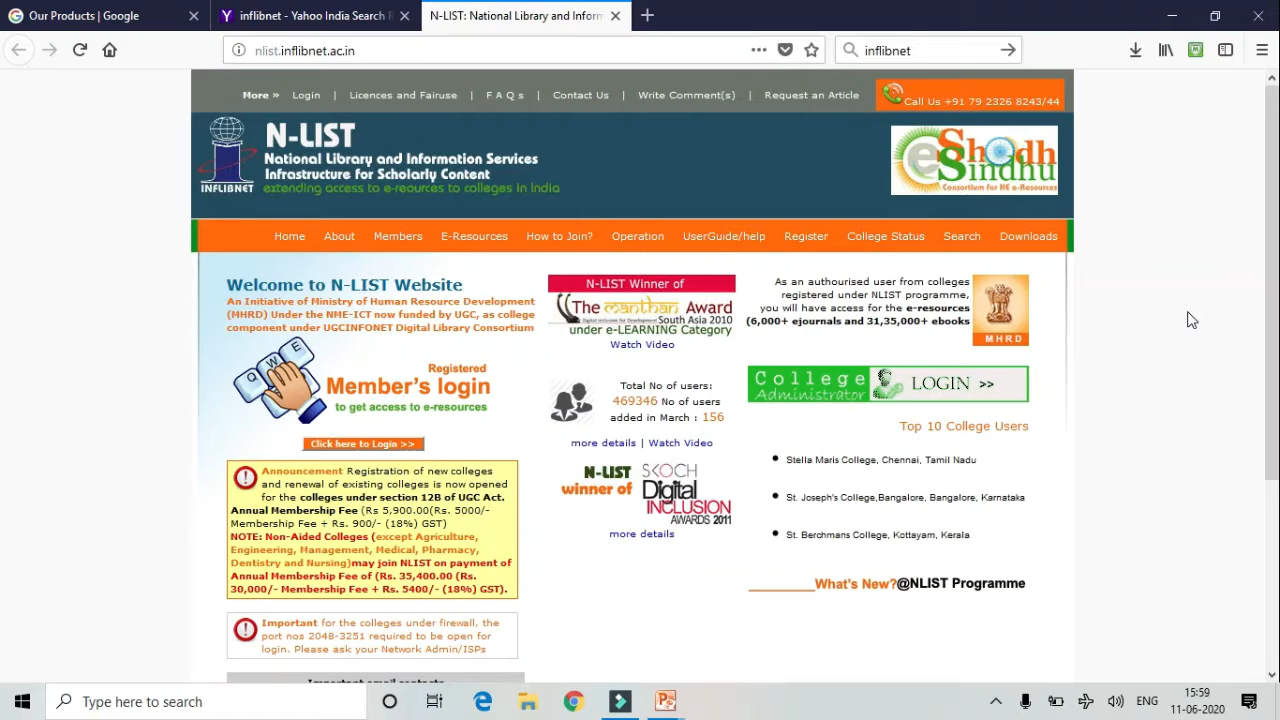 Our Products | Google
N-Lista India Search R
N-LIST: National Library and Inform
nlist.inflibnet.ac.in
inflibnet
More »
Login | Licences and Fairuse | F A Q s | Contact Us | Write Comment(s) | Request an Article
Call Us +91 79 2326 8243/44
INFLIBNET
N-LIST
National Library and Information Services
Infrastructure for Scholarly Content
extending access to e-reources to colleges in India
e Shodh
Sindhu
Consortium for HE e-Resources
Home About Members E-Resources How to Join? Operation UserGuide/help Register College Status Search Downloads
Welcome to N-LIST Website
An Initiative of Ministry of Human Resource Development
(MHRD) Under the NME-ICT now funded by UGC, as college
component under UGCINFONET Digital Library Consortium
Q W E
Registered
Member's login
to get access to e-resources
Click here to Login >>
Announcement Registration of new colleges
and renewal of existing colleges is now opened
for the colleges under section 12B of UGC Act.
Annual Membership Fee (Rs 5,900.00(Rs. 5000/-
Membership Fee + Rs. 900/- (18%) GST)
NOTE: Non-Aided Colleges (except Agriculture,
Engineering, Management, Medical, Pharmacy,
Dentistry and Nursing)may join NLIST on payment of
Annual Membership Fee of (Rs. 35,400.00 (Rs.
30,000/- Membership Fee + Rs. 5400/- (18%) GST).
Important for the colleges under firewall, the
port nos 2048-3251 required to be open for
login. Please ask your Network Admin/ISPs
N-LIST Winner of
The manthan Award
South Asia 2010
under e-LEARNING Category
Watch Video
Total No of users:
469346 No of users
added in March : 156
more details | Watch Video
N-LIST
winner of
SKOCH
Digital
INCLUSION
AWARDS 2011
more details
As an authourised user from colleges
registered under NLIST programme,
you will have access for the e-resources
(6,000+ ejournals and 31,35,000+ ebooks
MHRD
College
Administrator
LOGIN >>
Top 10 College Users
Stella Maris College, Chennai, Tamil Nadu
St. Joseph's College,Bangalore, Bangalore, Karnataka
St. Berchmans College, Kottayam, Kerala
What's New?@NLIST Programme
Type here to search
ENG
15:59
11-06-2020